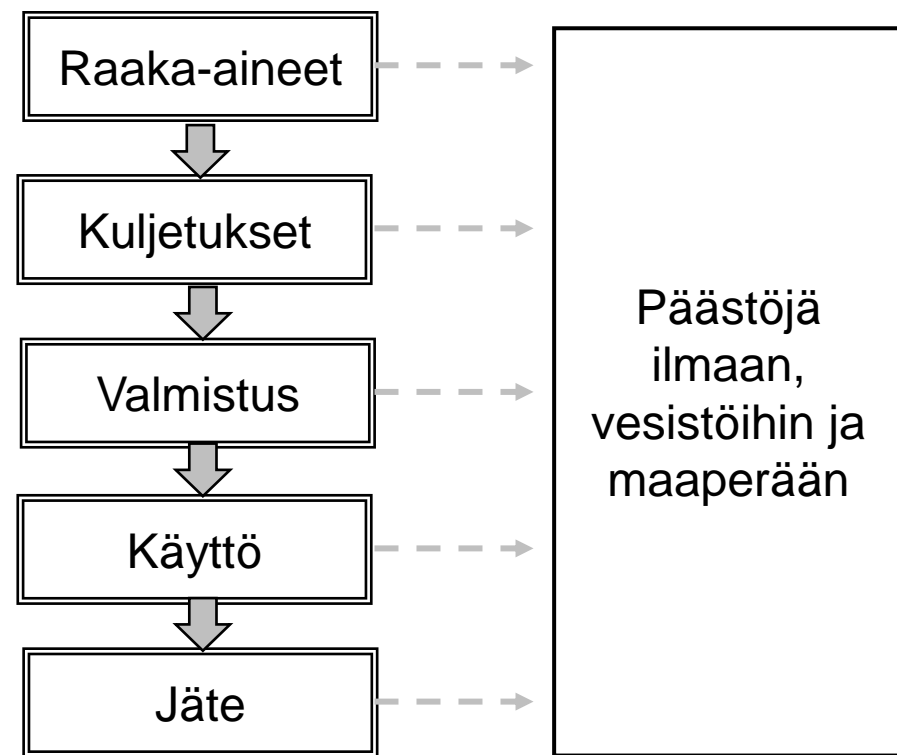 Raaka-aineet
Kuljetukset
Valmistus
Käyttö
Jäte
Päästöjä
ilmaan,
vesistöihin ja
maaperään